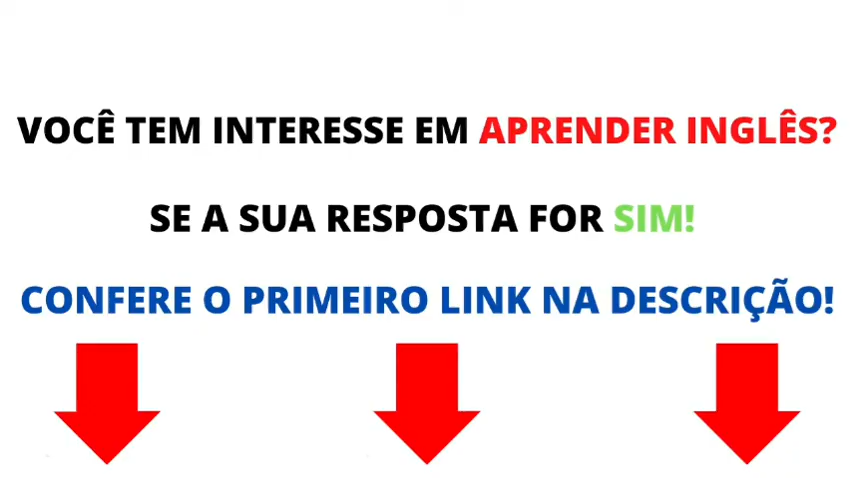 VOCÊ TEM INTERESSE EM APRENDER INGLÊS?
SE A SUA RESPOSTA FOR SIM!
CONFERE O PRIMEIRO LINK NA DESCRIÇÃO!